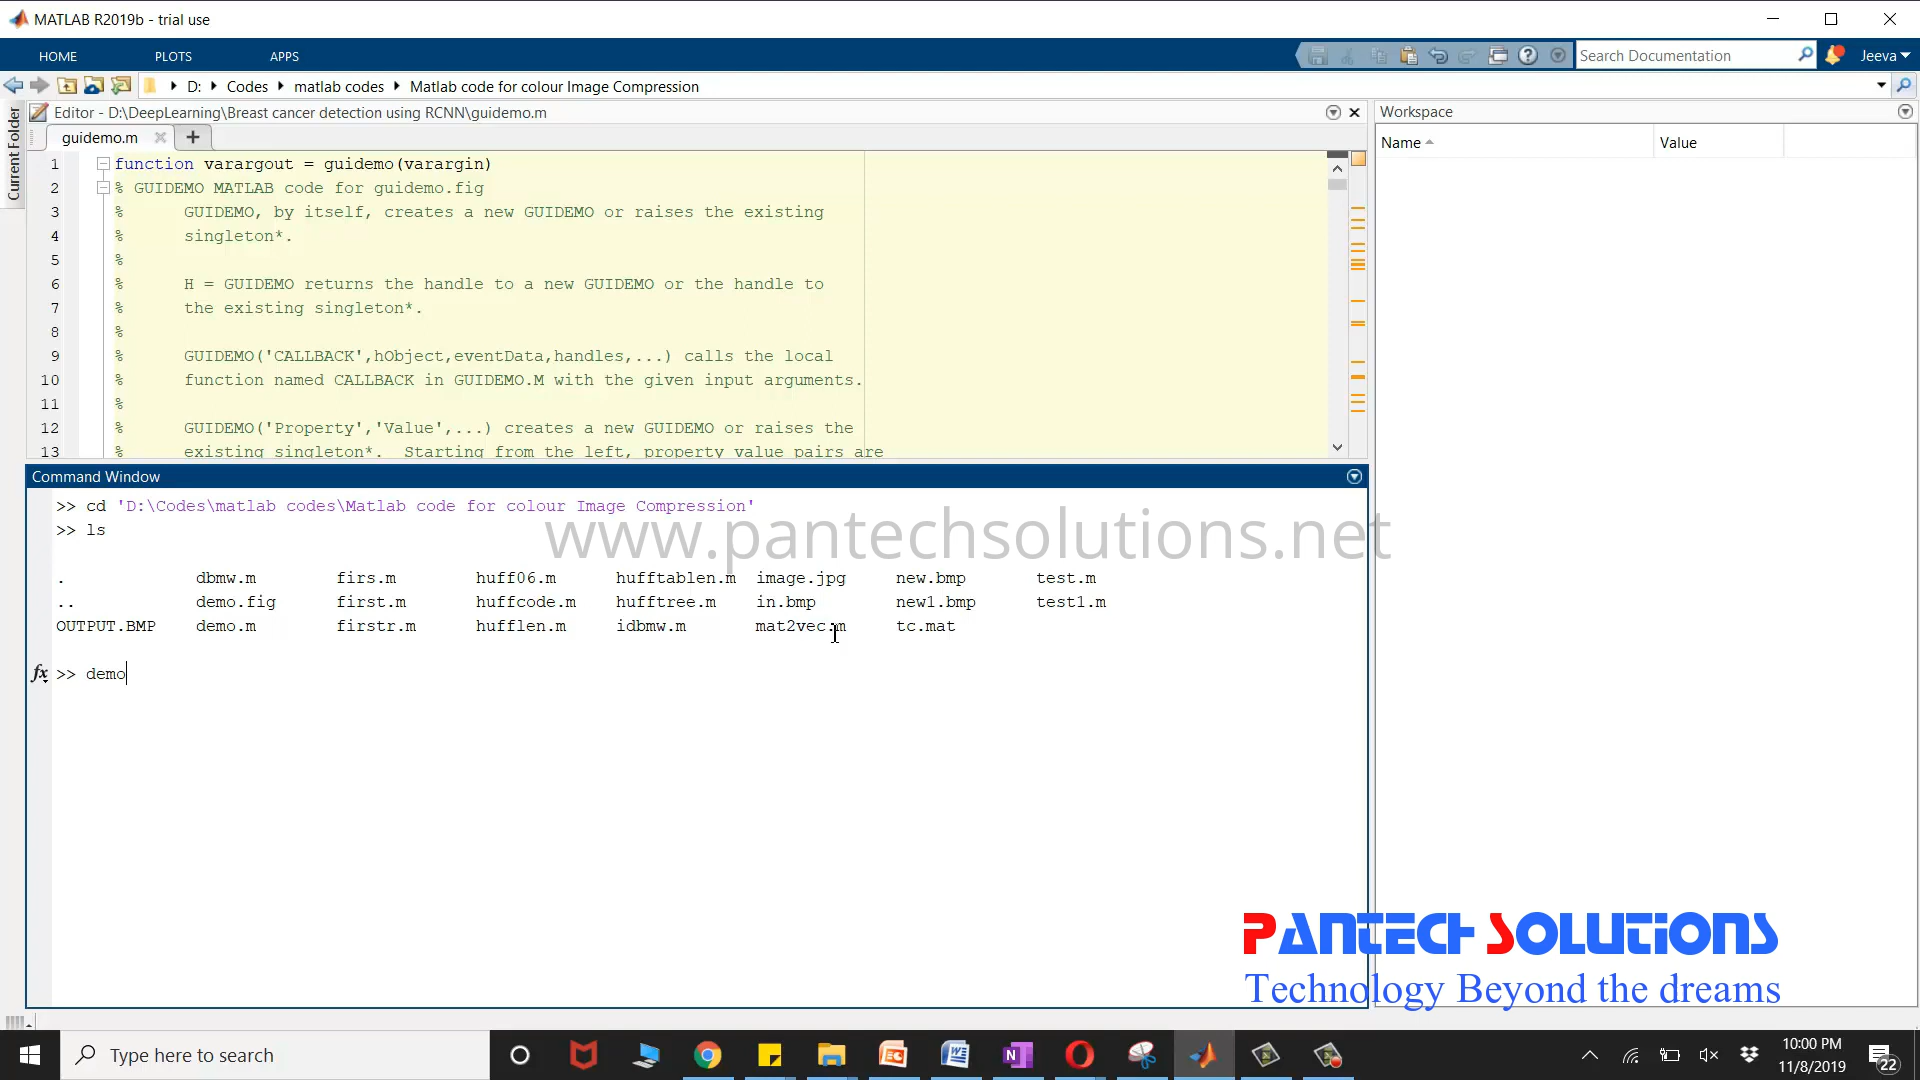 MATLAB R2019b - trial use
HOME PLOTS APPS
Search Documentation
Jeeva
D: Codes matlab codes Matlab code for colour Image Compression
Current Folder
Editor - D:\DeepLearning\Breast cancer detection using RCNN\guidemo.m
Workspace
guidemo.m
Name Value
1 function varargout = guidemo(varargin)
2 % GUIDEMO MATLAB code for guidemo.fig
3 % GUIDEMO, by itself, creates a new GUIDEMO or raises the existing
4 % singleton*.
5 %
6 % H = GUIDEMO returns the handle to a new GUIDEMO or the handle to
7 % the existing singleton*.
8 %
9 % GUIDEMO('CALLBACK',hObject,eventData,handles,...) calls the local
10 % function named CALLBACK in GUIDEMO.M with the given input arguments.
11 %
12 % GUIDEMO('Property','Value',...) creates a new GUIDEMO or raises the
13 % existing singleton*. Starting from the left, property value pairs are
Command Window
>> cd 'D:\Codes\matlab codes\Matlab code for colour Image Compression'
>> ls
www.pantechsolutions.net
. dbmw.m firs.m huff06.m hufftablen.m image.jpg new.bmp test.m
.. demo.fig first.m huffcode.m hufftree.m in.bmp new1.bmp test1.m
OUTPUT.BMP demo.m firstr.m hufflen.m idbmw.m mat2vec.m tc.mat
fx >> demo
PANTECH SOLUTIONS
Technology Beyond the dreams
Type here to search
10:00 PM
11/8/2019
22